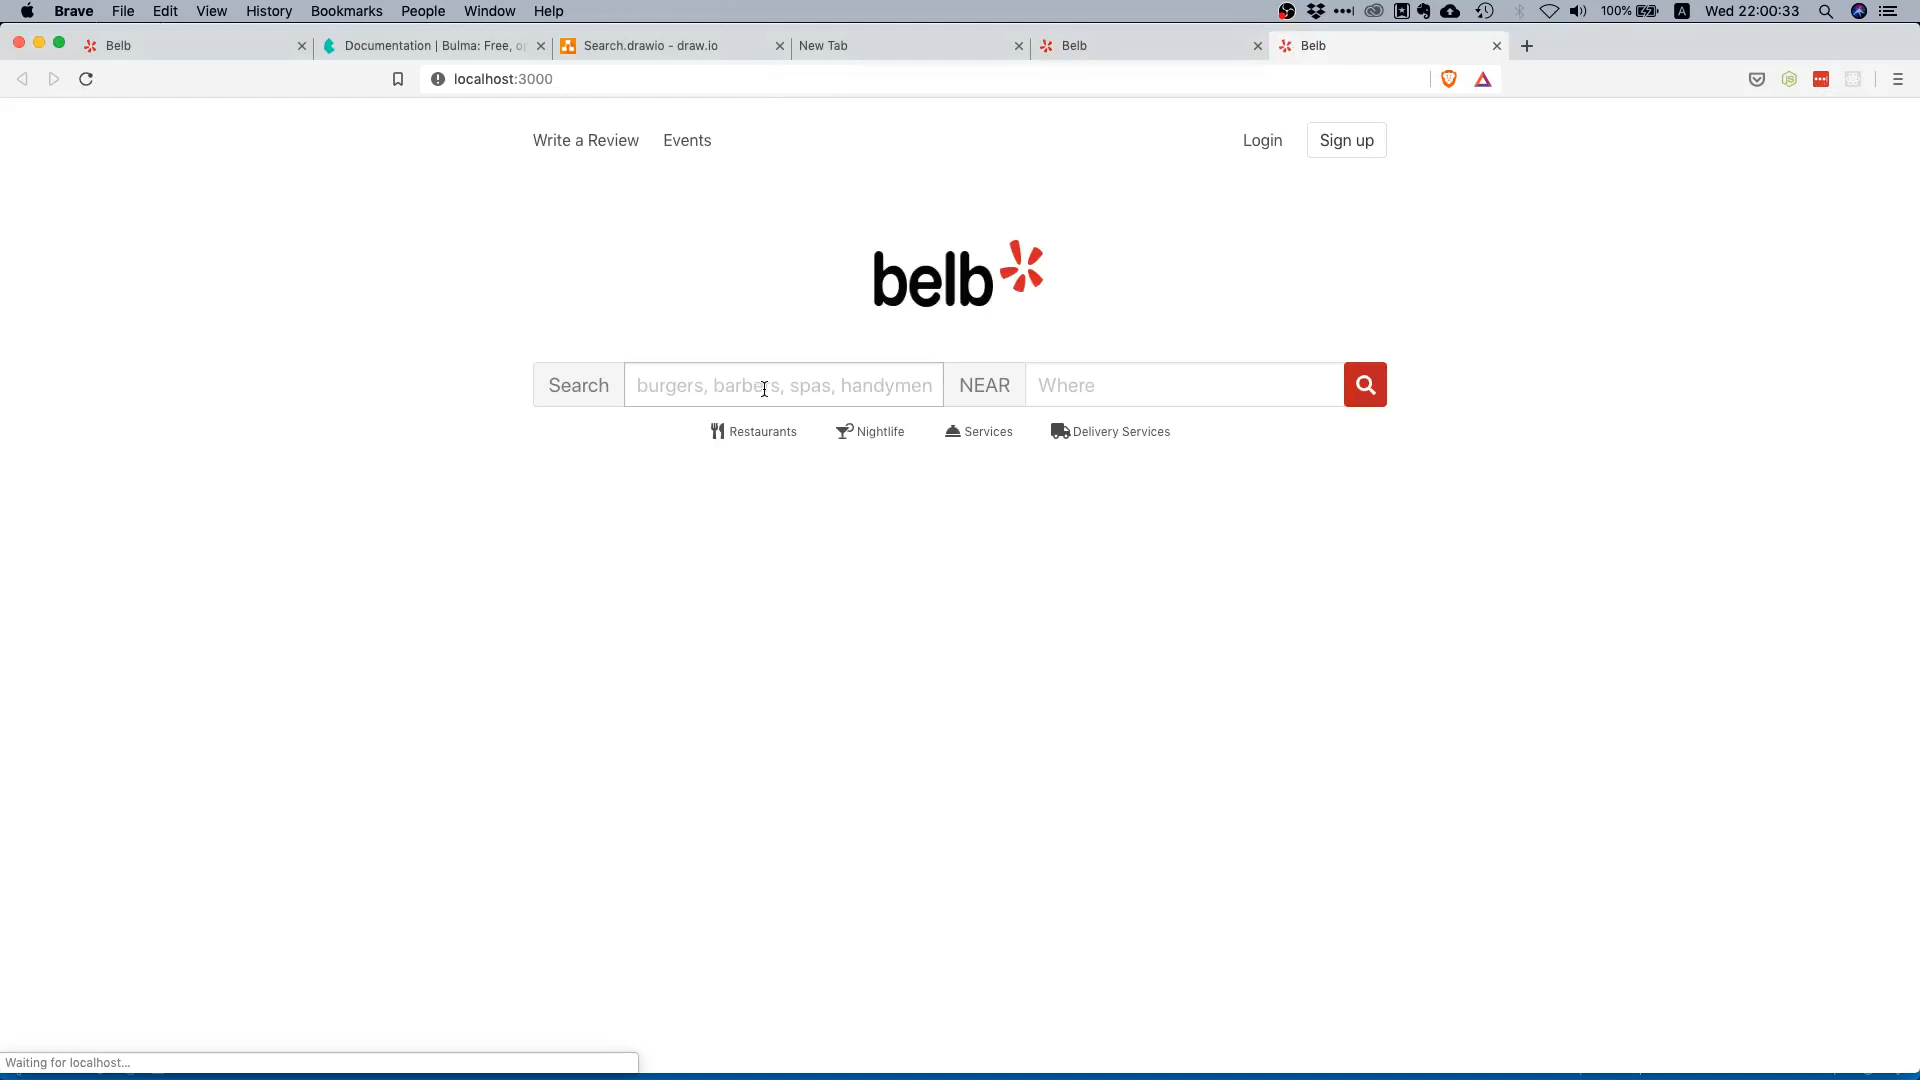 Brave File Edit View History Bookmarks People Window Help 100% A Wed 22:00:33
Belb Documentation | Bulma: Free, op Search.drawio - draw.io New Tab Belb Belb
localhost:3000
Write a Review Events Login Sign up
belb
Search burgers, barbers, spas, handymen NEAR Where
Restaurants Nightlife Services Delivery Services
Waiting for localhost...